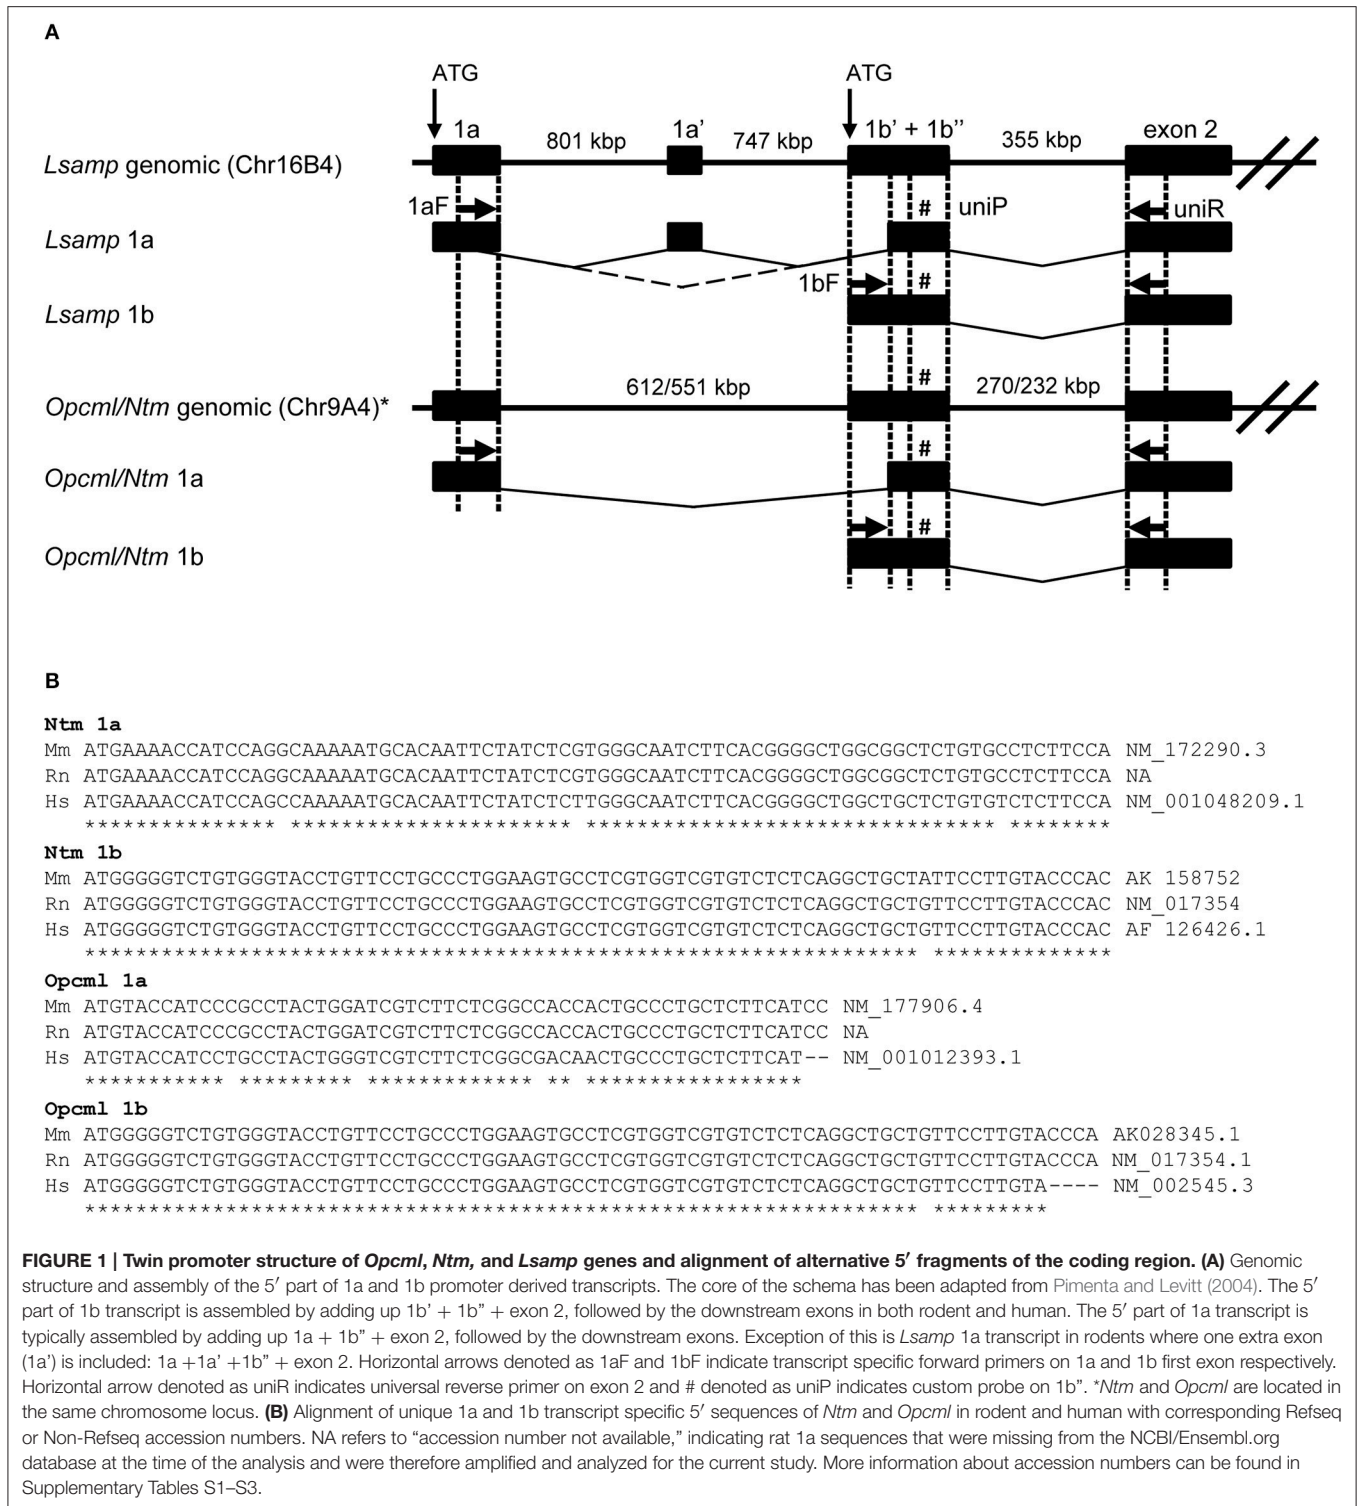 A
ATG ATG
1a 801 kbp 1a' 747 kbp 1b' + 1b” 355 kbp exon 2
Lsamp genomic (Chr16B4)
1aF # uniP uniR
Lsamp 1a
1bF #
Lsamp 1b
#
612/551 kbp 270/232 kbp
Opcml/Ntm genomic (Chr9A4)*
#
Opcml/Ntm 1a
#
Opcml/Ntm 1b
B
Ntm 1a
Mm ATGAAAACCATCCAGGCAAAAATGCACAATTCTATCTCGTGGGCAATCTTCACGGGGCTGGCGGCTCTGTGCCTCTTCCA NM_172290.3
Rn ATGAAAACCATCCAGGCAAAAATGCACAATTCTATCTCGTGGGCAATCTTCACGGGGCTGGCGGCTCTGTGCCTCTTCCA NA
Hs ATGAAAACCATCCAGCCAAAAATGCACAATTCTATCTCTTGGGCAATCTTCACGGGGCTGGCTGCTCTGTGTCTCTTCCA NM_001048209.1
*************** ********************** ******************************** ********
Ntm 1b
Mm ATGGGGGTCTGTGGGTACCTGTTCCTGCCCTGGAAGTGCCTCGTGGTCGTGTCTCTCAGGCTGCTATTCCTTGTACCCAC AK 158752
Rn ATGGGGGTCTGTGGGTACCTGTTCCTGCCCTGGAAGTGCCTCGTGGTCGTGTCTCTCAGGCTGCTGTTCCTTGTACCCAC NM_017354
Hs ATGGGGGTCTGTGGGTACCTGTTCCTGCCCTGGAAGTGCCTCGTGGTCGTGTCTCTCAGGCTGCTGTTCCTTGTACCCAC AF 126426.1
***************************************************************** **************
Opcml 1a
Mm ATGTACCATCCCGCCTACTGGATCGTCTTCTCGGCCACCACTGCCCTGCTCTTCATCC NM_177906.4
Rn ATGTACCATCCCGCCTACTGGATCGTCTTCTCGGCCACCACTGCCCTGCTCTTCATCC NA
Hs ATGTACCATCCTGCCTACTGGGTCGTCTTCTCGGCGACAACTGCCCTGCTCTTCAT-- NM_001012393.1
*********** ********* ************* ** *****************
Opcml 1b
Mm ATGGGGGTCTGTGGGTACCTGTTCCTGCCCTGGAAGTGCCTCGTGGTCGTGTCTCTCAGGCTGCTGTTCCTTGTACCCA AK028345.1
Rn ATGGGGGTCTGTGGGTACCTGTTCCTGCCCTGGAAGTGCCTCGTGGTCGTGTCTCTCAGGCTGCTGTTCCTTGTACCCA NM_017354.1
Hs ATGGGGGTCTGTGGGTACCTGTTCCTGCCCTGGAAGTGCCTCGTGGTCGTGTCTCTCAGGCTGCTGTTCCTTGTA---- NM_002545.3
***************************************************************** *********
FIGURE 1 | Twin promoter structure of Opcml, Ntm, and Lsamp genes and alignment of alternative 5′ fragments of the coding region. (A) Genomic
structure and assembly of the 5′ part of 1a and 1b promoter derived transcripts. The core of the schema has been adapted from Pimenta and Levitt (2004). The 5′
part of 1b transcript is assembled by adding up 1b' + 1b” + exon 2, followed by the downstream exons in both rodent and human. The 5′ part of 1a transcript is
typically assembled by adding up 1a + 1b” + exon 2, followed by the downstream exons. Exception of this is Lsamp 1a transcript in rodents where one extra exon
(1a') is included: 1a +1a' +1b” + exon 2. Horizontal arrows denoted as 1aF and 1bF indicate transcript specific forward primers on 1a and 1b first exon respectively.
Horizontal arrow denoted as uniR indicates universal reverse primer on exon 2 and # denoted as uniP indicates custom probe on 1b”. *Ntm and Opcml are located in
the same chromosome locus. (B) Alignment of unique 1a and 1b transcript specific 5′ sequences of Ntm and Opcml in rodent and human with corresponding Refseq
or Non-Refseq accession numbers. NA refers to “accession number not available,” indicating rat 1a sequences that were missing from the NCBI/Ensembl.org
database at the time of the analysis and were therefore amplified and analyzed for the current study. More information about accession numbers can be found in
Supplementary Tables S1–S3.